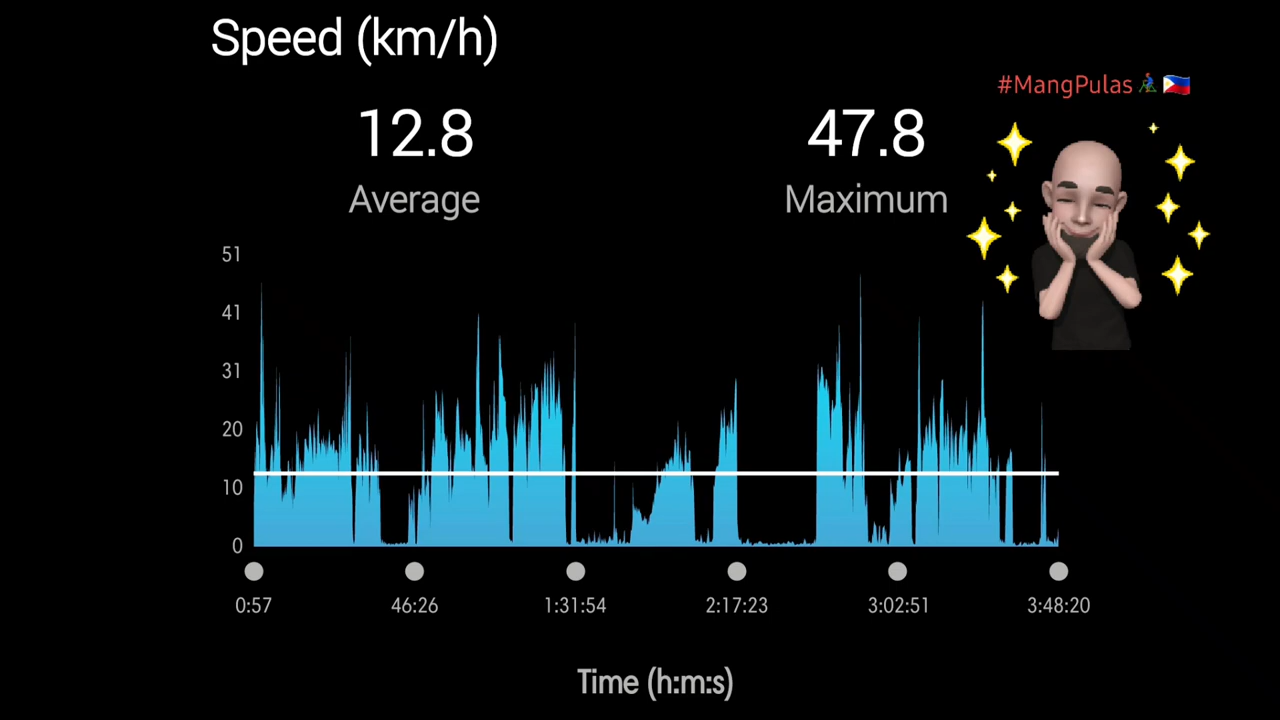 Speed (km/h)
#MangPulas
12.8 47.8
Average Maximum
51
41
31
20
10
0
0:57 46:26 1:31:54 2:17:23 3:02:51 3:48:20
Time (h:m:s)